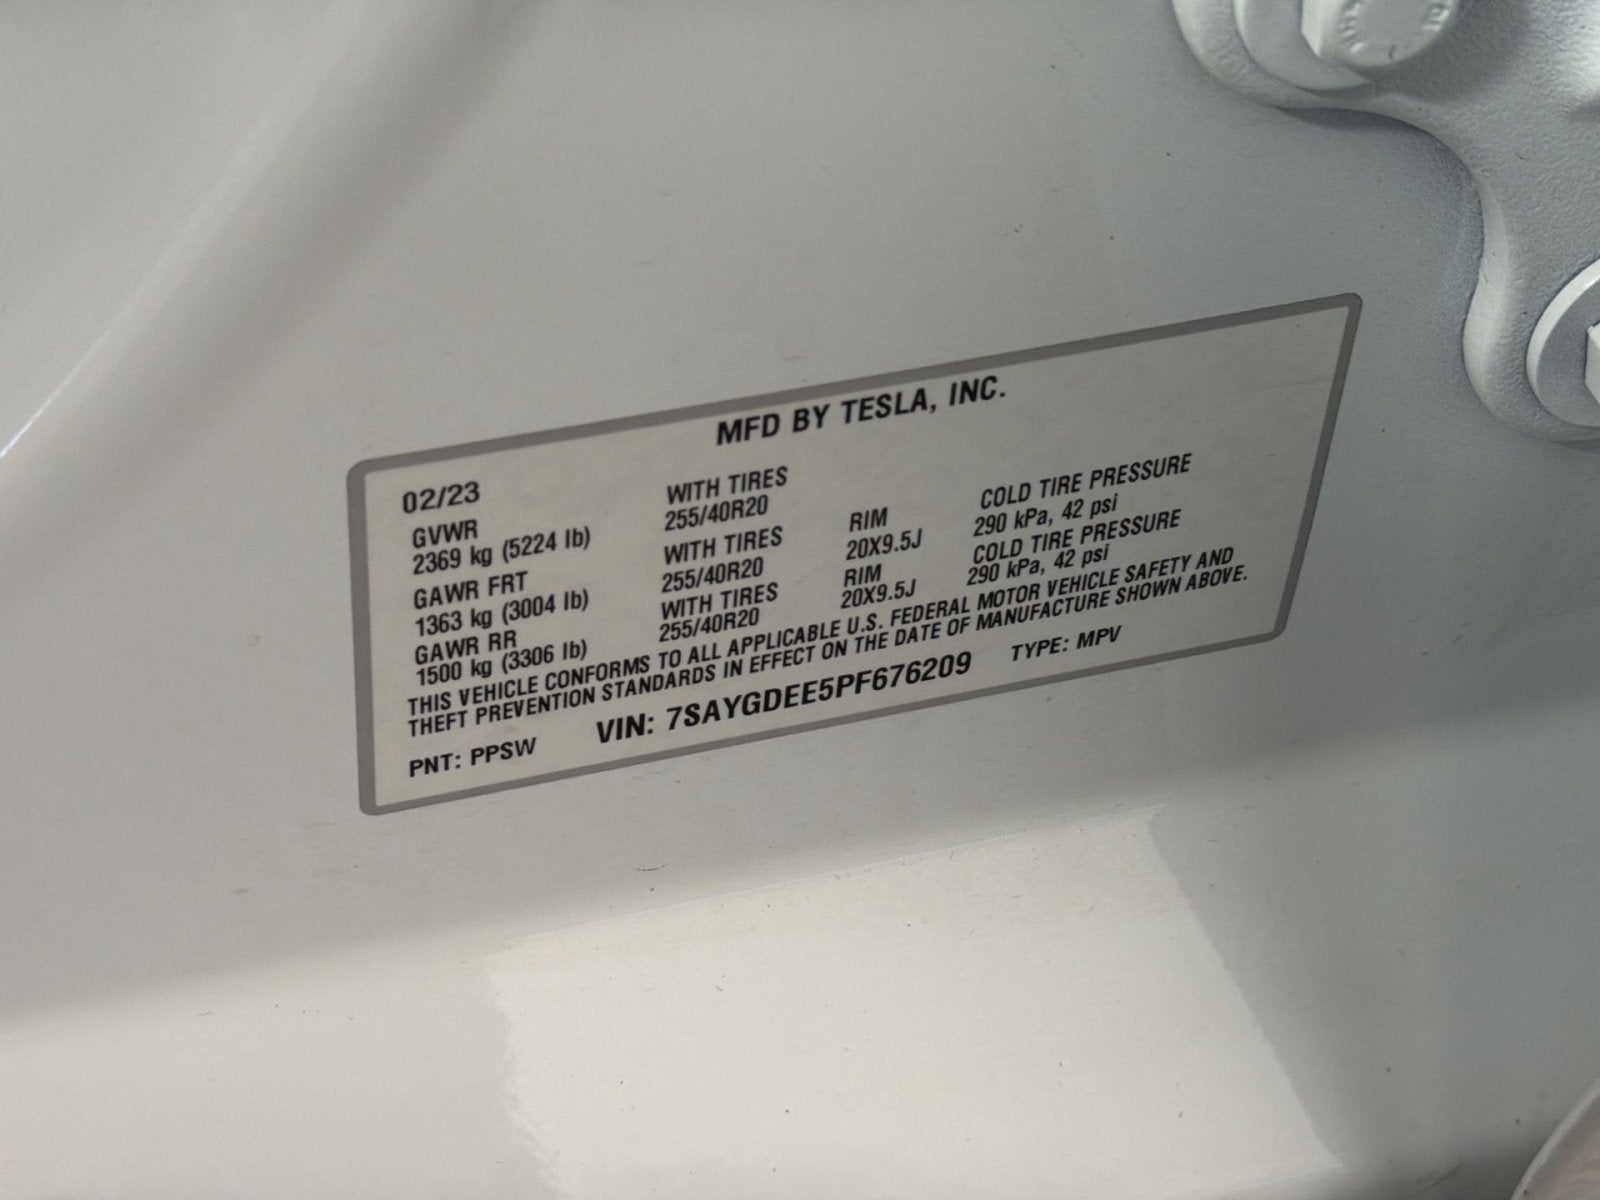 MFD BY TESLA, INC.
02/23
GVWR WITH TIRES
2369 kg (5224 lb) 255/40R20
GAWR FRT WITH TIRES RIM COLD TIRE PRESSURE
1363 kg (3004 lb) 255/40R20 20X9.5J 290 kPa, 42 psi
GAWR RR WITH TIRES RIM COLD TIRE PRESSURE
1500 kg (3306 lb) 255/40R20 20X9.5J 290 kPa, 42 psi
THIS VEHICLE CONFORMS TO ALL APPLICABLE U.S. FEDERAL MOTOR VEHICLE SAFETY AND
THEFT PREVENTION STANDARDS IN EFFECT ON THE DATE OF MANUFACTURE SHOWN ABOVE.
PNT: PPSW VIN: 7SAYGDEE5PF676209 TYPE: MPV